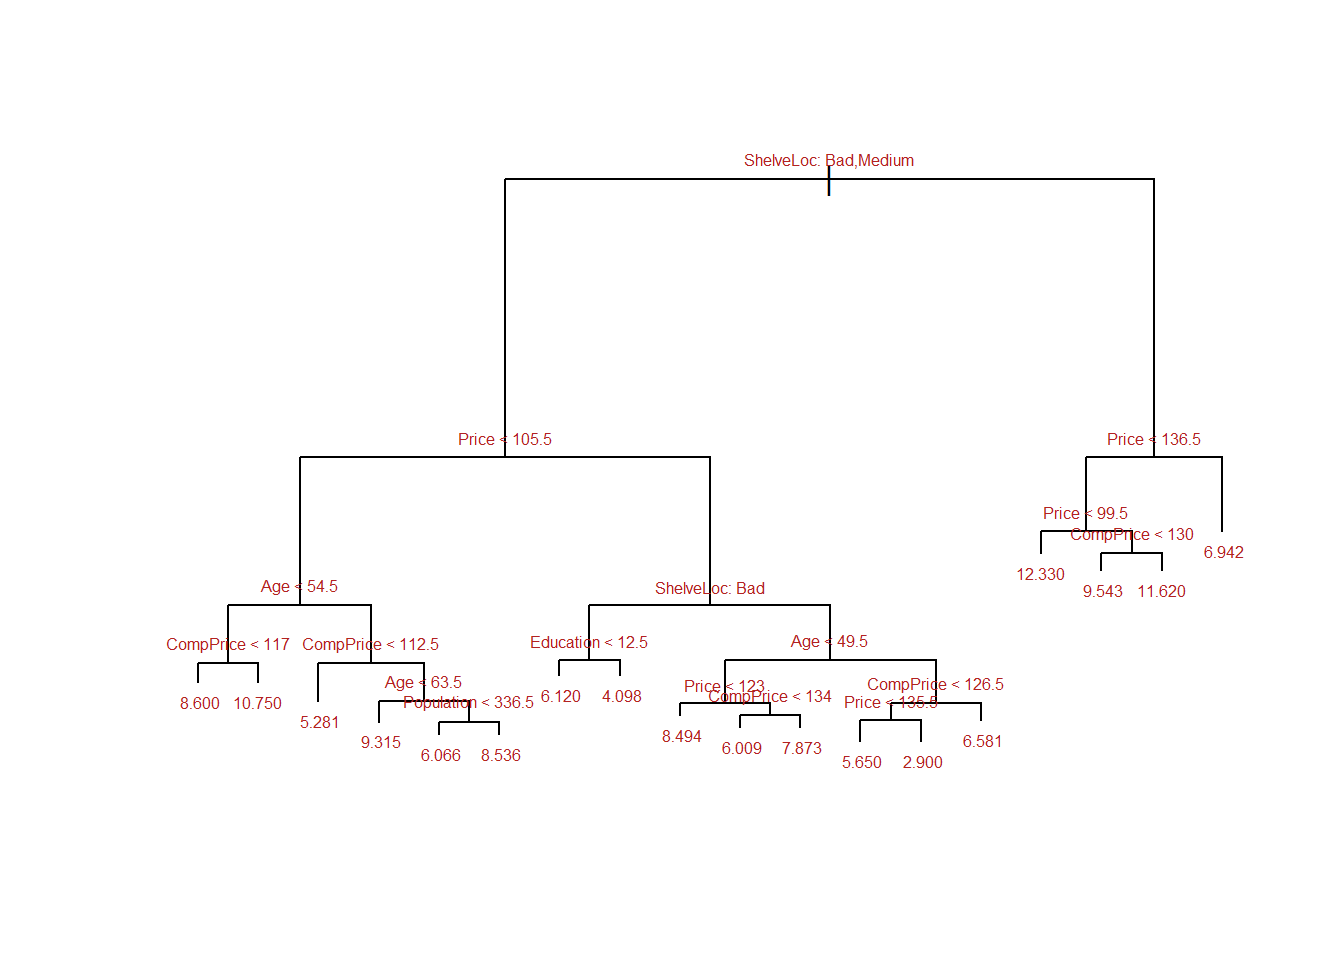 ShelveLoc: Bad,Medium
Price < 105.5
Price < 136.5
Price < 99.5
CompPrice < 130
6.942
12.330
9.543
11.620
Age < 54.5
ShelveLoc: Bad
CompPrice < 117
CompPrice < 112.5
Education < 12.5
Age < 49.5
8.600
10.750
5.281
Age < 63.5
Population < 336.5
9.315
6.066
8.536
6.120
4.098
Price < 123
CompPrice < 134
8.494
6.009
7.873
CompPrice < 126.5
Price < 135.5
5.650
2.900
6.581